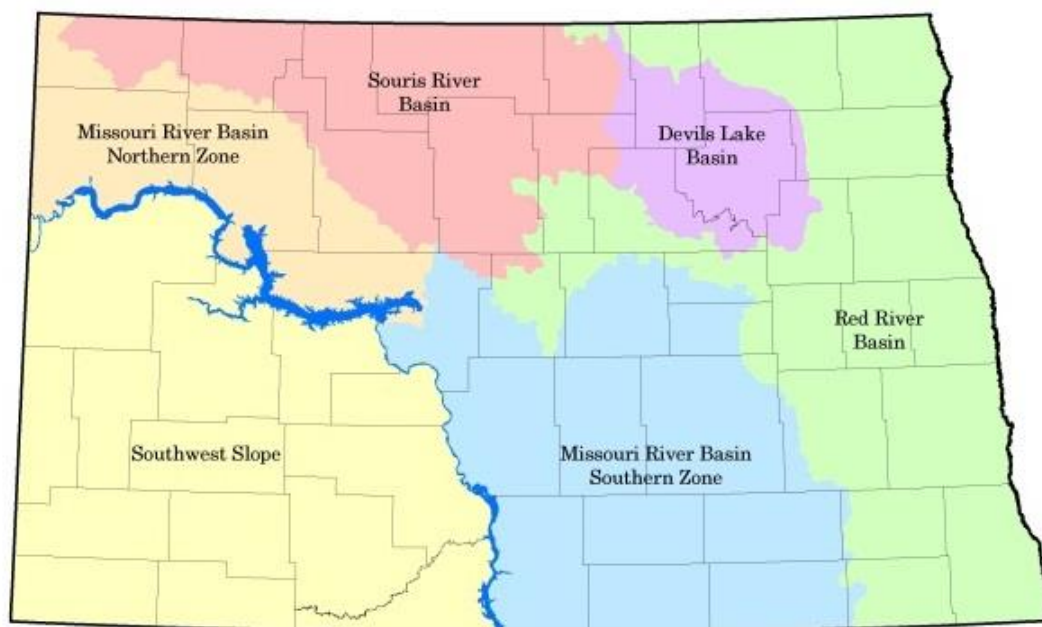 Souris River
Basin
Missouri River Basin
Northern Zone
Devils Lake
Basin
Red River
Basin
Southwest Slope
Missouri River Basin
Southern Zone